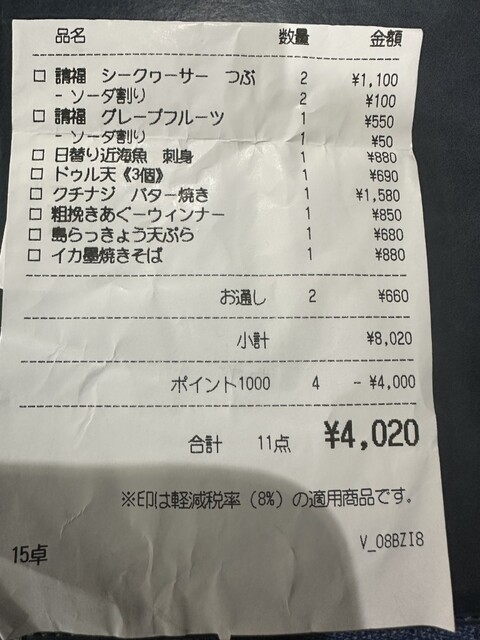 品名 数量 金額
□ 請福 シークヮーサー つぶ 2 ¥1,100
- ソーダ割り 2 ¥100
□ 請福 グレープフルーツ 1 ¥550
- ソーダ割り 1 ¥50
□ 日替り近海魚 刺身 1 ¥880
□ ドゥル天《3個》 1 ¥690
□ クチナジ バター焼き 1 ¥1,580
□ 粗挽きあぐーウィンナー 1 ¥850
□ 島らっきょう天ぷら 1 ¥680
□ イカ墨焼きそば 1 ¥880
お通し 2 ¥660
小計 ¥8,020
ポイント1000 4 -¥4,000
合計 11点 ¥4,020
※印は軽減税率(8%)の適用商品です。
V_08BZI8
15卓